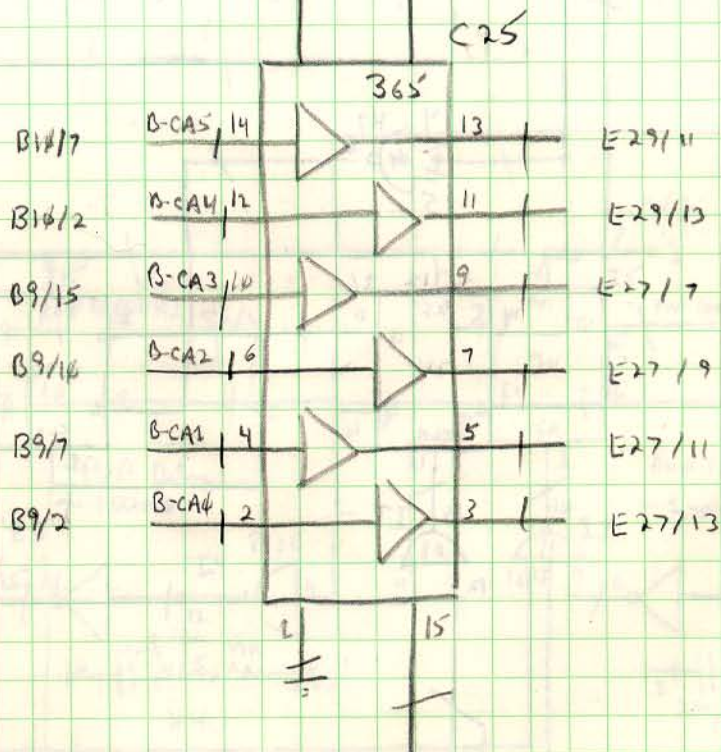 C25
365
B10/7 B-CA5 14 13 E29/11
B10/2 B-CA4 12 11 E29/13
B9/15 B-CA3 10 9 E27/7
B9/10 B-CA2 6 7 E27/9
B9/7 B-CA1 4 5 E27/11
B9/2 B-CA0 2 3 E27/13
1 15